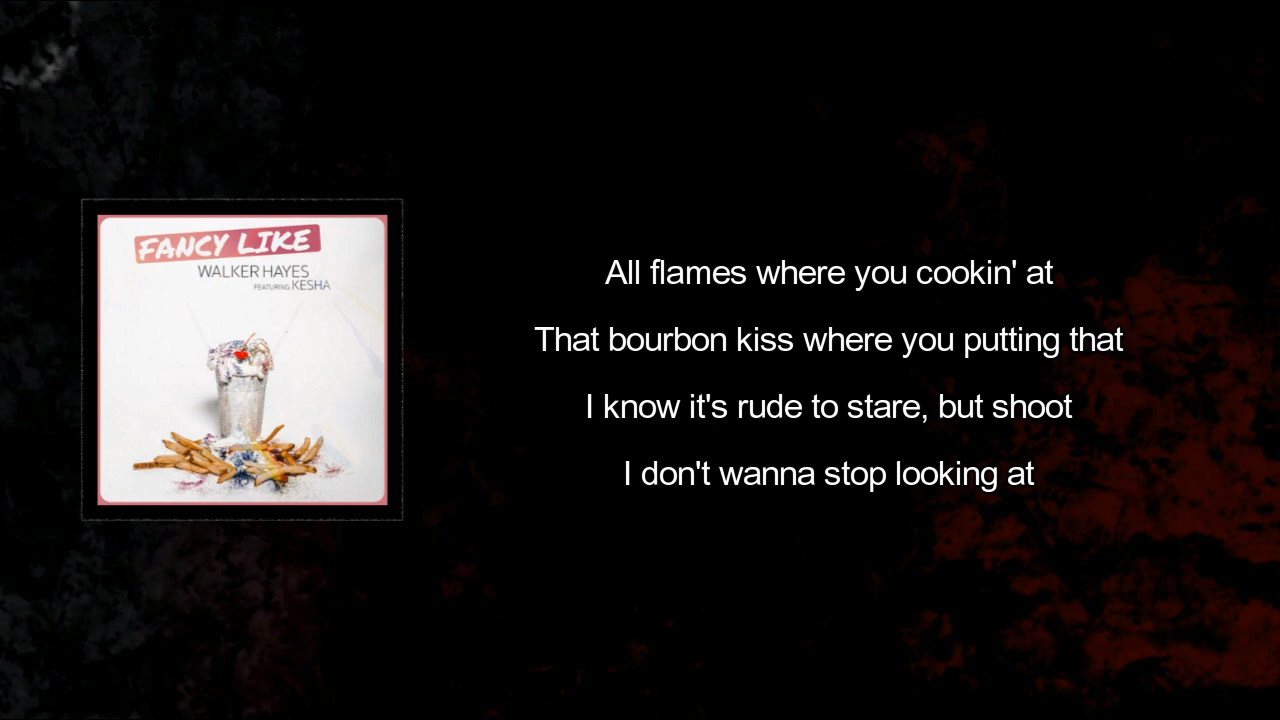 FANCY LIKE
WALKER HAYES
FEATURING KESHA
All flames where you cookin' at
That bourbon kiss where you putting that
I know it's rude to stare, but shoot
I don't wanna stop looking at